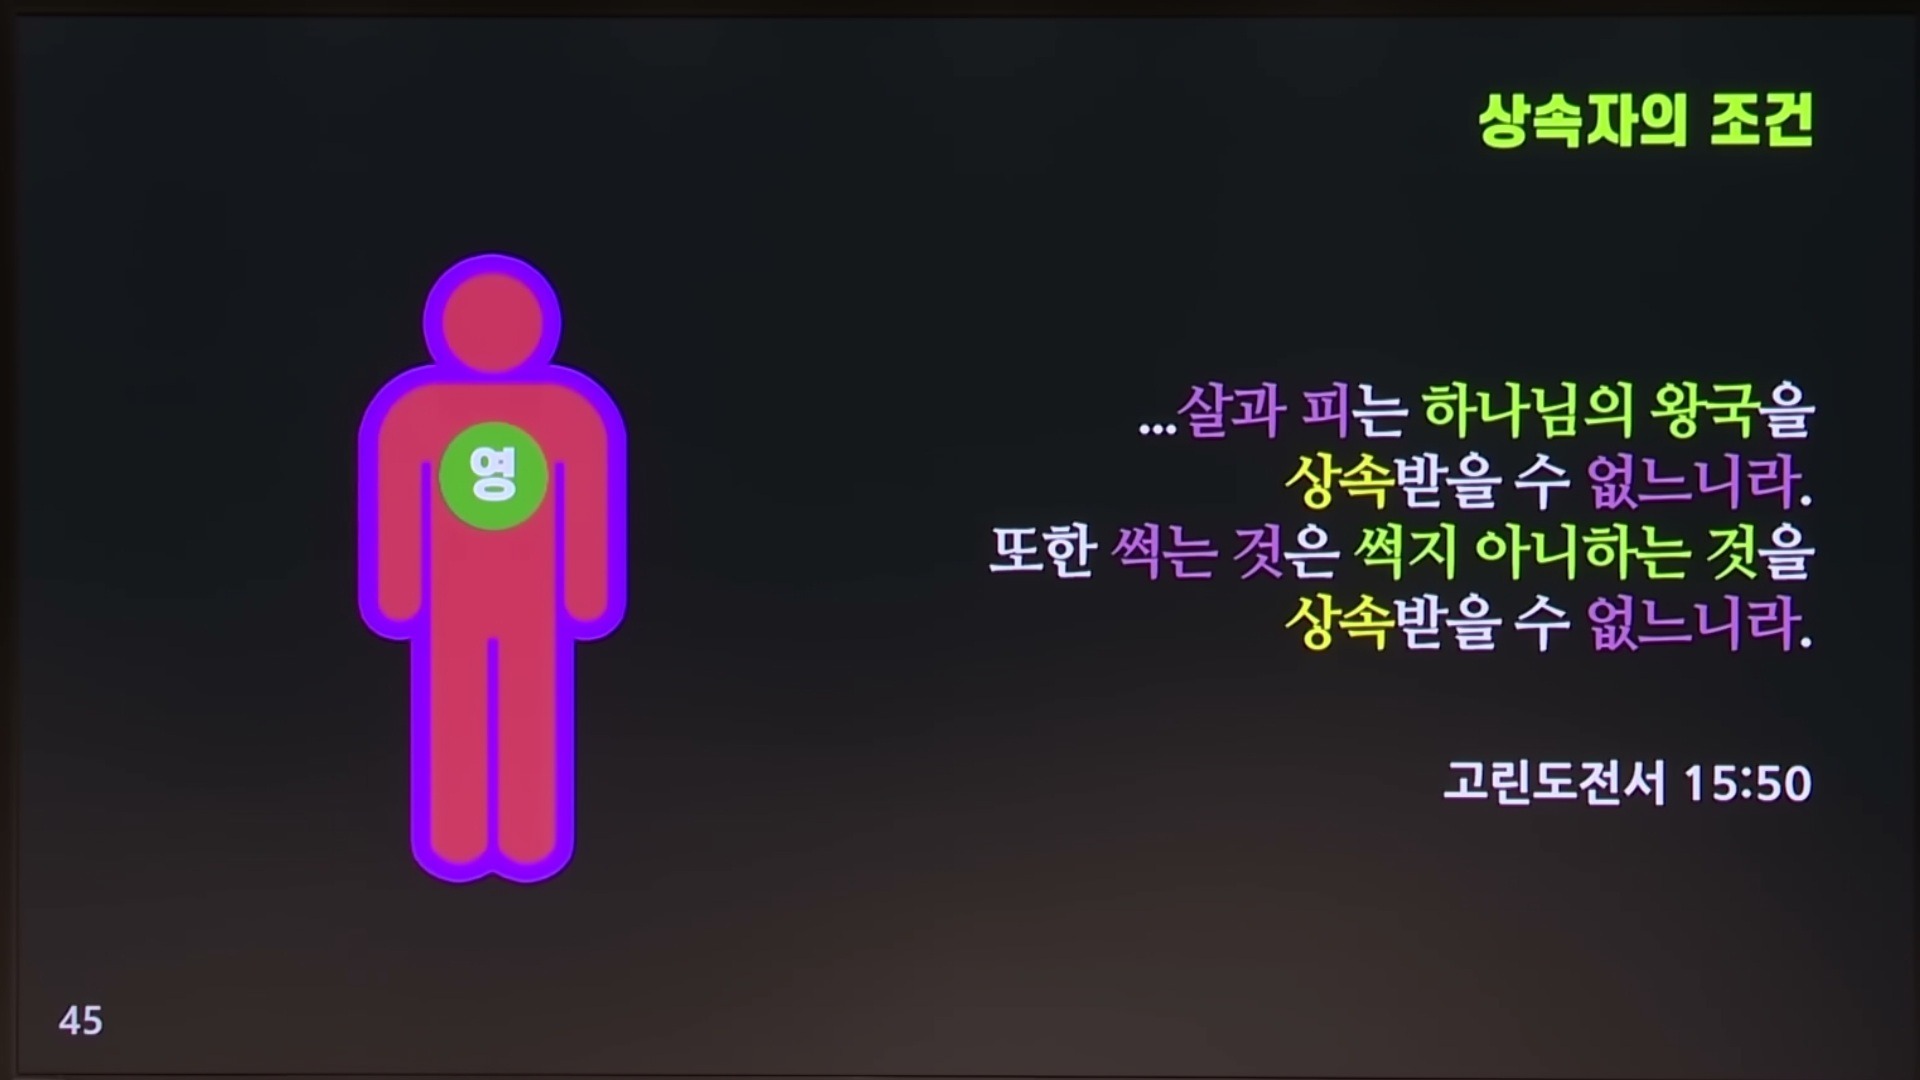 상속자의 조건
영
...살과 피는 하나님의 왕국을
상속받을 수 없느니라.
또한 썩는 것은 썩지 아니하는 것을
상속받을 수 없느니라.
고린도전서 15:50
45